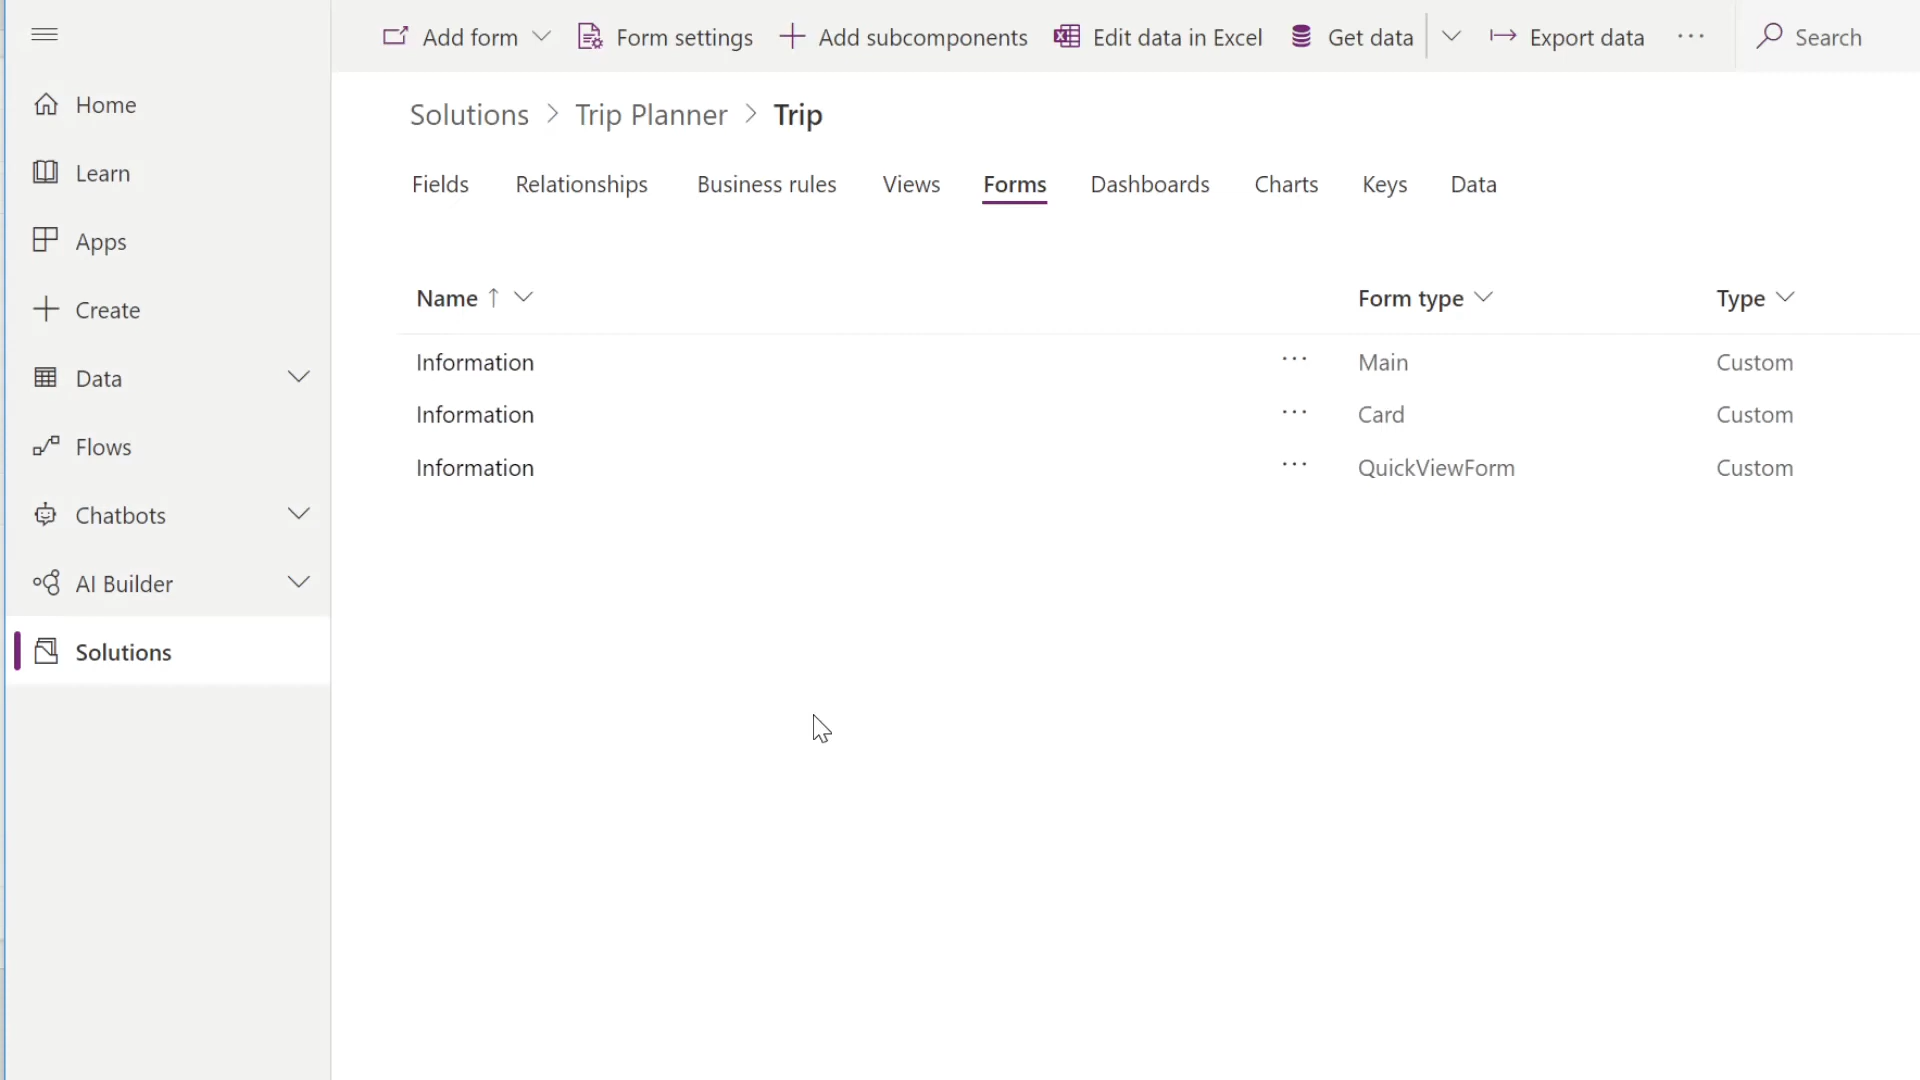 Add form
Form settings
Add subcomponents
Edit data in Excel
Get data
Export data
Search
Home
Learn
Apps
Create
Data
Flows
Chatbots
AI Builder
Solutions
Solutions > Trip Planner > Trip
Fields Relationships Business rules Views Forms Dashboards Charts Keys Data
Name Form type Type
Information Main Custom
Information Card Custom
Information QuickViewForm Custom